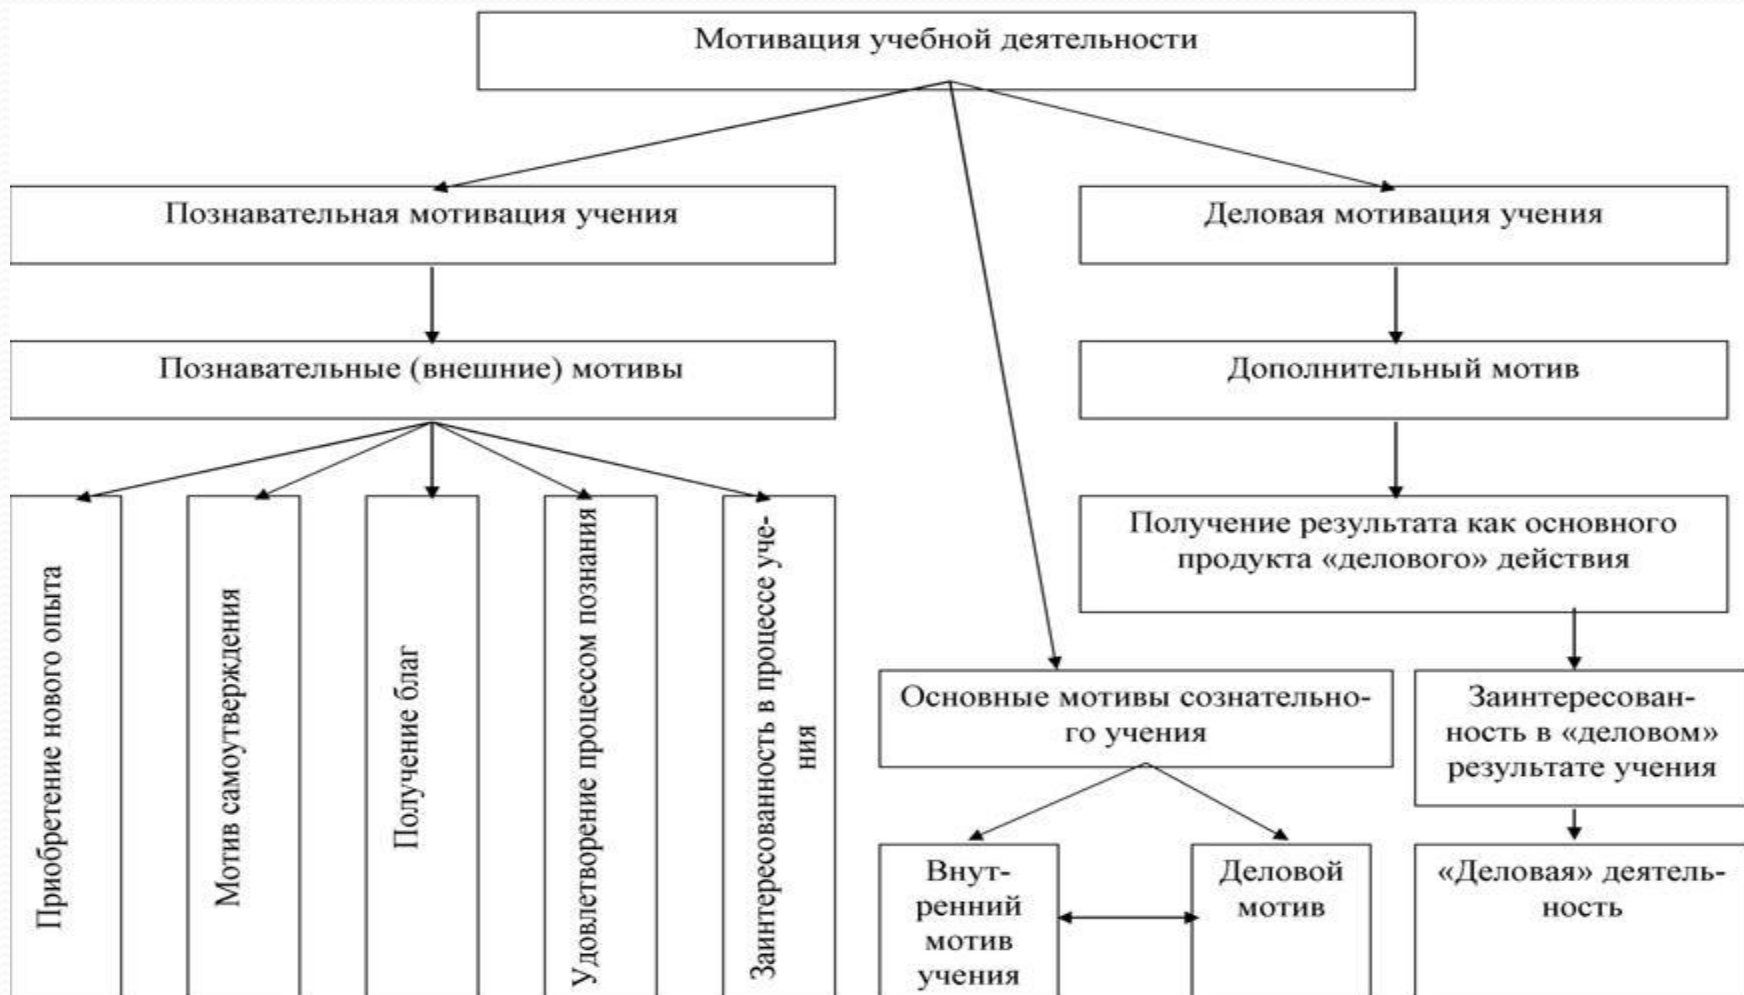 Мотивация учебной деятельности
Познавательная мотивация учения
Деловая мотивация учения
Познавательные (внешние) мотивы
Дополнительный мотив
Приобретение нового опыта
Мотив самоутверждения
Получение благ
Удовлетворение процессом познания
Заинтересованность в процессе уче-
ния
Получение результата как основного
продукта «делового» действия
Основные мотивы сознательно-
го учения
Заинтересован-
ность в «деловом»
результате учения
Внут-
ренний
мотив
учения
Деловой
мотив
«Деловая» деятель-
ность